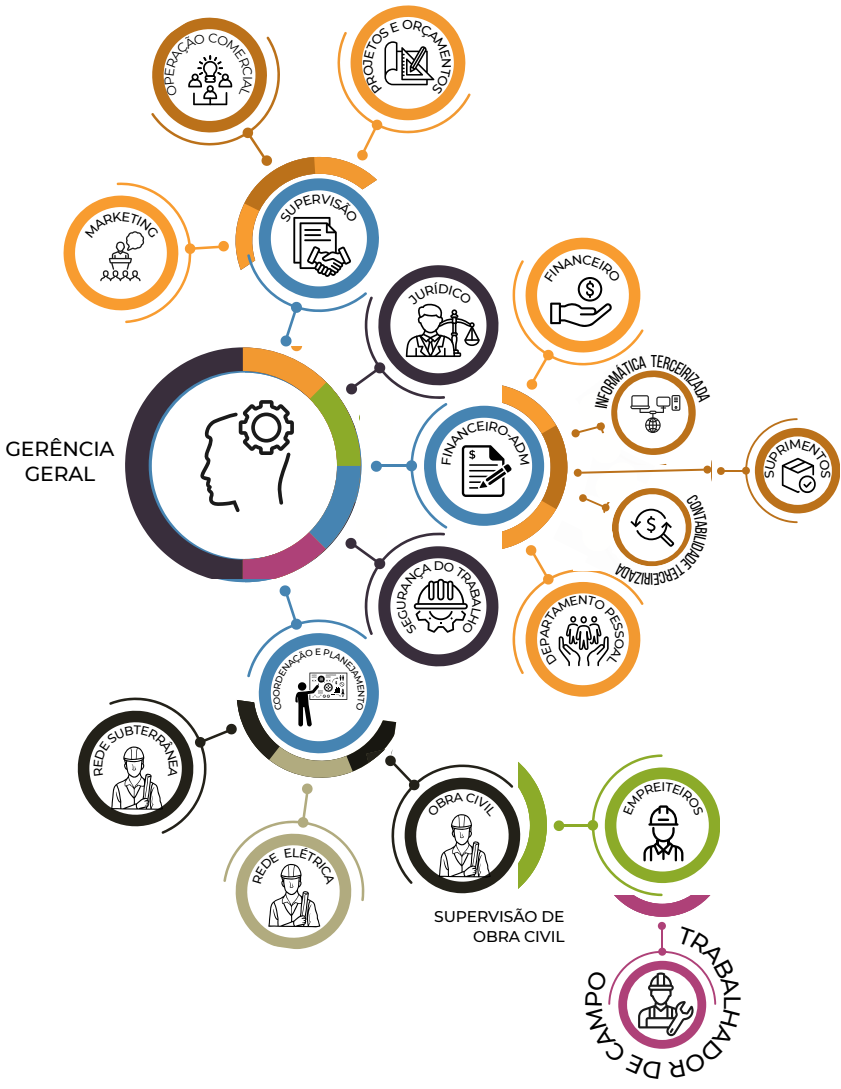 OPERAÇÃO COMERCIAL
PROJETOS E ORÇAMENTOS
MARKETING
SUPERVISÃO
JURÍDICO
FINANCEIRO
INFORMÁTICA TERCEIRIZADA
GERÊNCIA
GERAL
FINANCEIRO-ADM
SUPRIMENTOS
CONTABILIDADE TERCEIRIZADA
SEGURANÇA DO TRABALHO
DEPARTAMENTO PESSOAL
COORDENAÇÃO E PLANEJAMENTO
REDE SUBTERRÂNEA
OBRA CIVIL
EMPREITEIROS
REDE ELÉTRICA
SUPERVISÃO DE
OBRA CIVIL
TRABALHADOR DE CAMPO